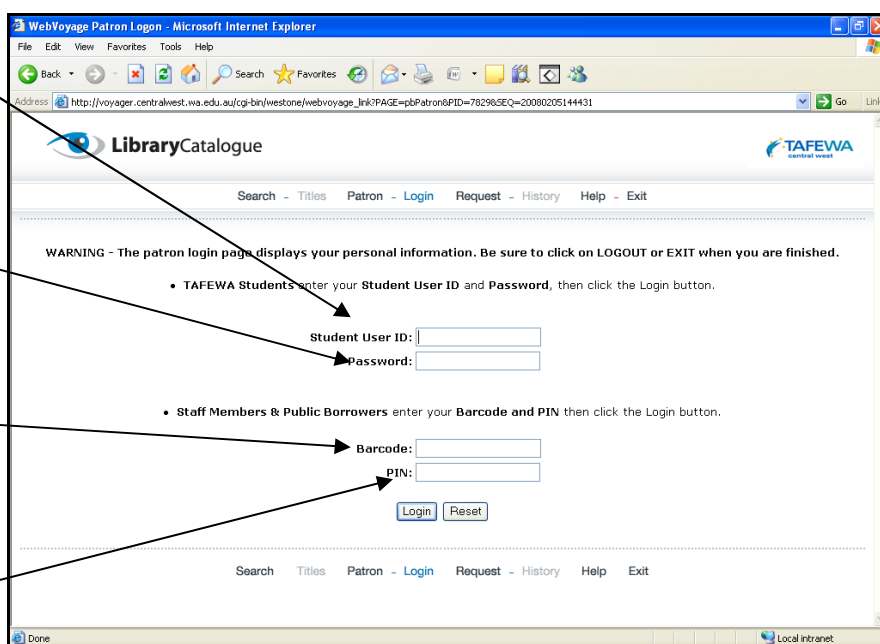 WebVoyage Patron Logon - Microsoft Internet Explorer
File Edit View Favorites Tools Help
Back Search Favorites
Address http://voyager.centralwest.wa.edu.au/cgi-bin/westone/webvoyage_link?PAGE=pbPatron&PID=7829&SEQ=20080205144431 Go Link
LibraryCatalogue TAFEWA
central west
Search - Titles Patron - Login Request - History Help - Exit
WARNING - The patron login page displays your personal information. Be sure to click on LOGOUT or EXIT when you are finished.
• TAFEWA Students enter your Student User ID and Password, then click the Login button.
Student User ID:
Password:
• Staff Members & Public Borrowers enter your Barcode and PIN then click the Login button.
Barcode:
PIN:
Login Reset
Search Titles Patron - Login Request - History Help Exit
Done Local intranet